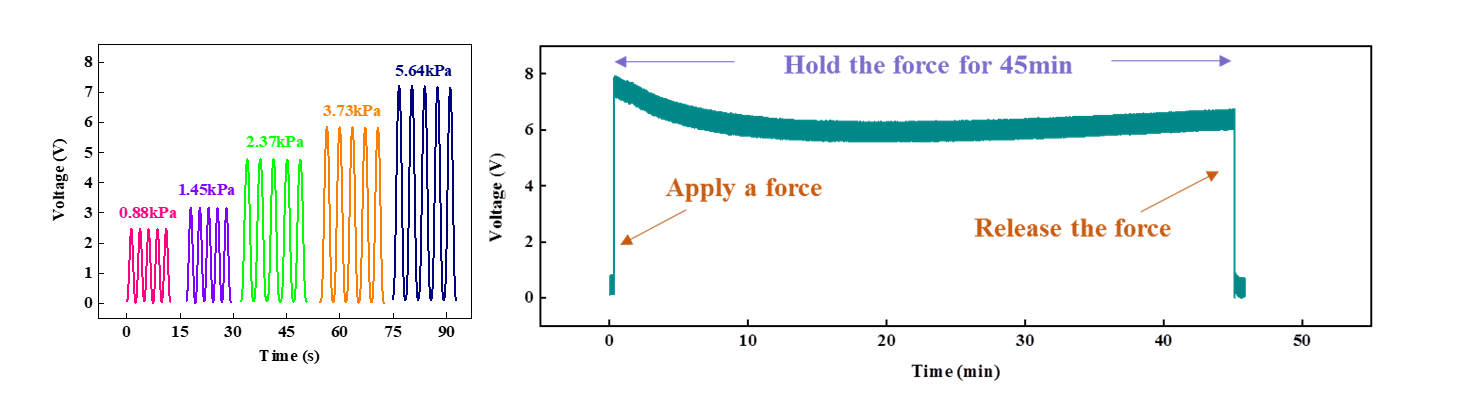 8
7
6
5
4
3
2
1
0
Voltage (V)
0.88kPa
1.45kPa
2.37kPa
3.73kPa
5.64kPa
0 15 30 45 60 75 90
Time (s)
8
6
4
2
0
Voltage (V)
Hold the force for 45min
Apply a force
Release the force
0 10 20 30 40 50
Time (min)